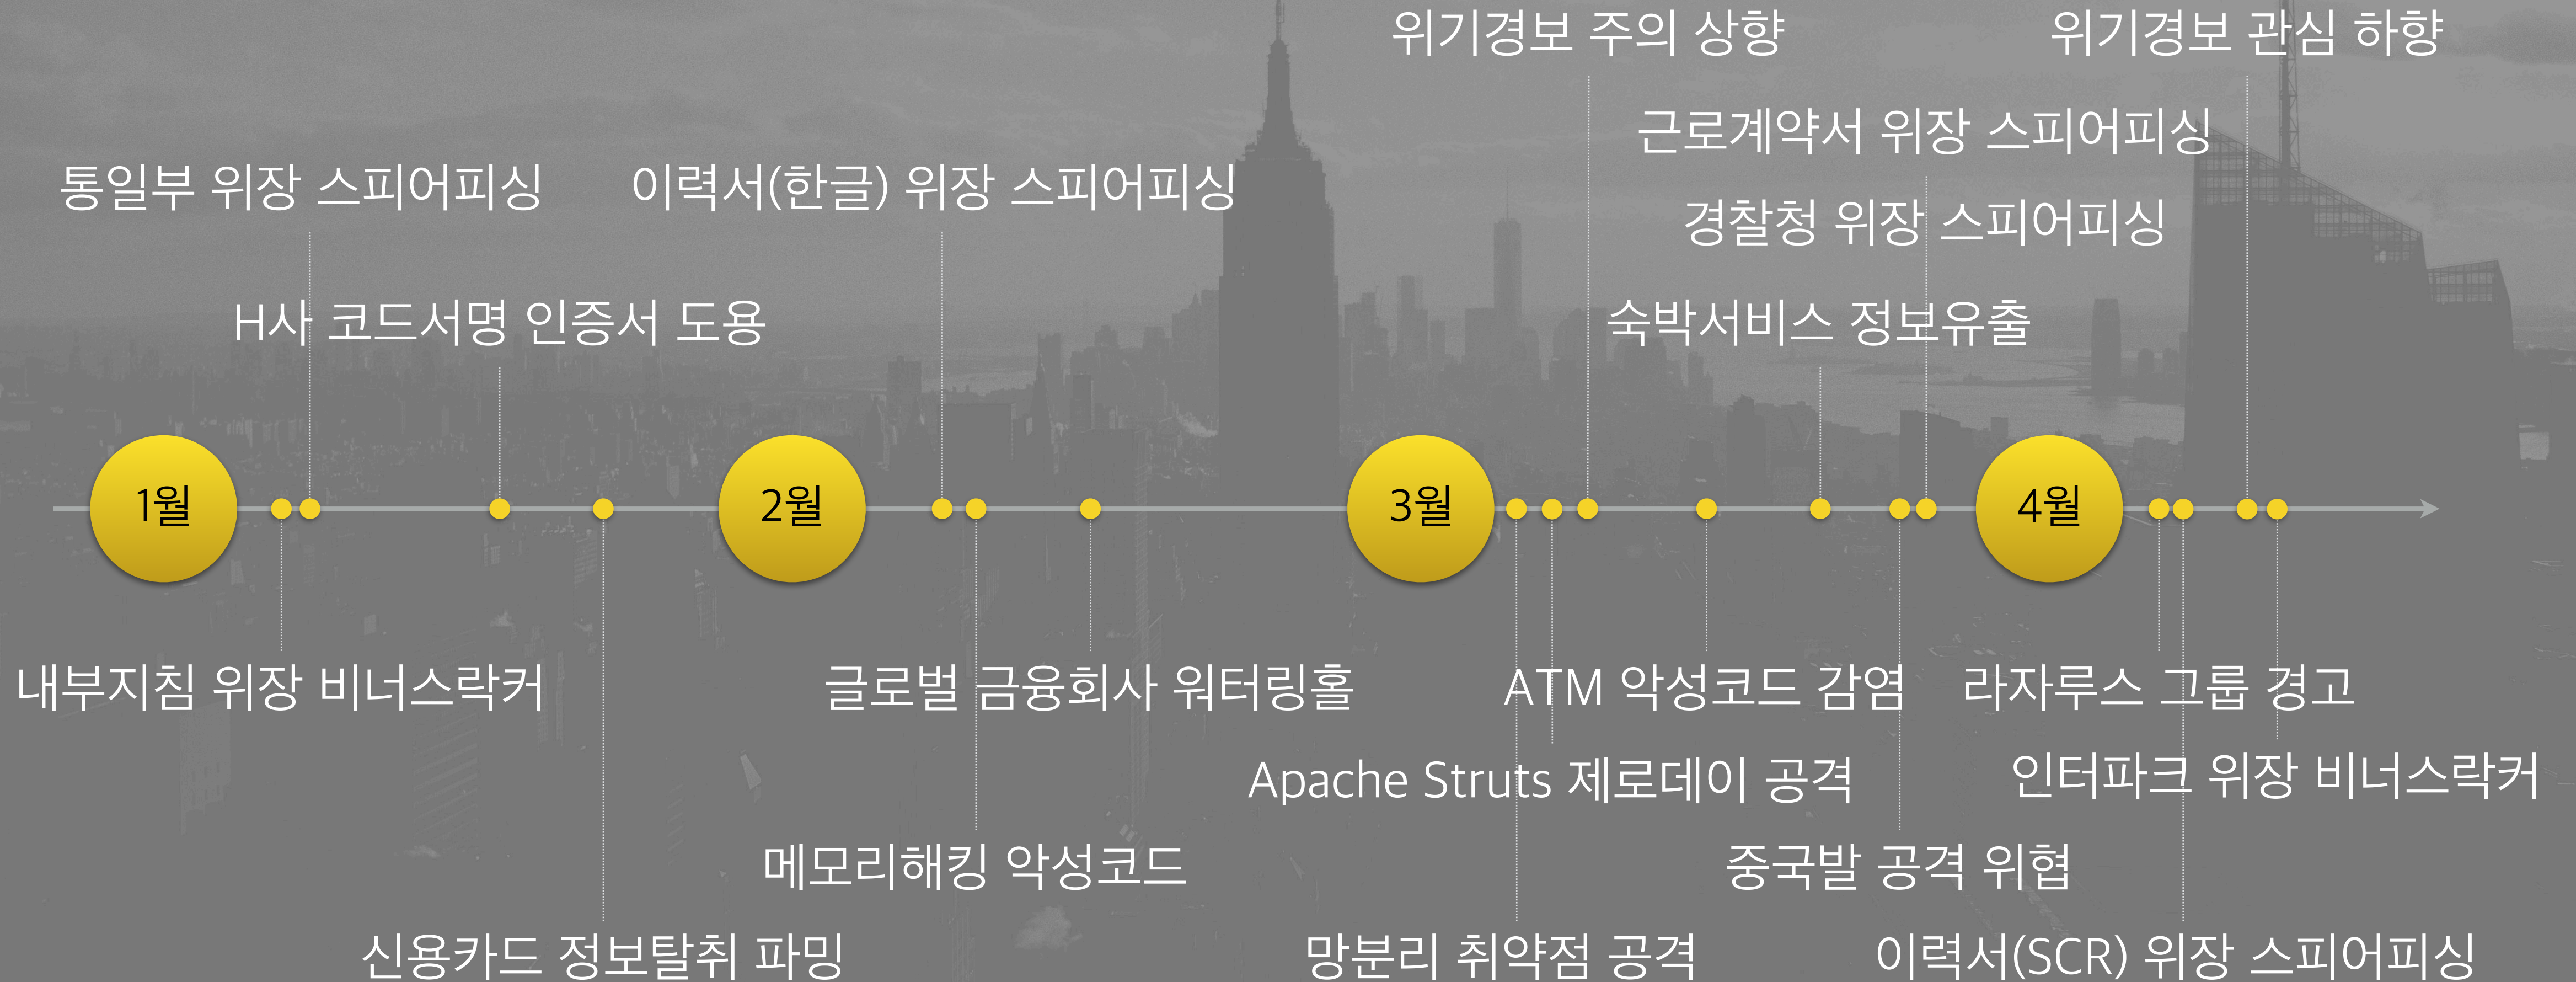 위기경보 주의 상향
위기경보 관심 하향
근로계약서 위장 스피어피싱
통일부 위장 스피어피싱
이력서(한글) 위장 스피어피싱
경찰청 위장 스피어피싱
H사 코드서명 인증서 도용
숙박서비스 정보유출
1월
2월
3월
4월
내부지침 위장 비너스락커
글로벌 금융회사 워터링홀
ATM 악성코드 감염
라자루스 그룹 경고
Apache Struts 제로데이 공격
인터파크 위장 비너스락커
메모리해킹 악성코드
중국발 공격 위협
신용카드 정보탈취 파밍
망분리 취약점 공격
이력서(SCR) 위장 스피어피싱